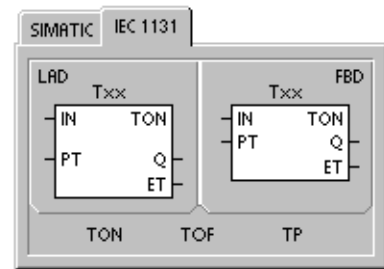 SIMATIC IEC 1131
LAD FBD
Txx Txx
IN TON IN TON
PT Q PT Q
ET ET
TON TOF TP